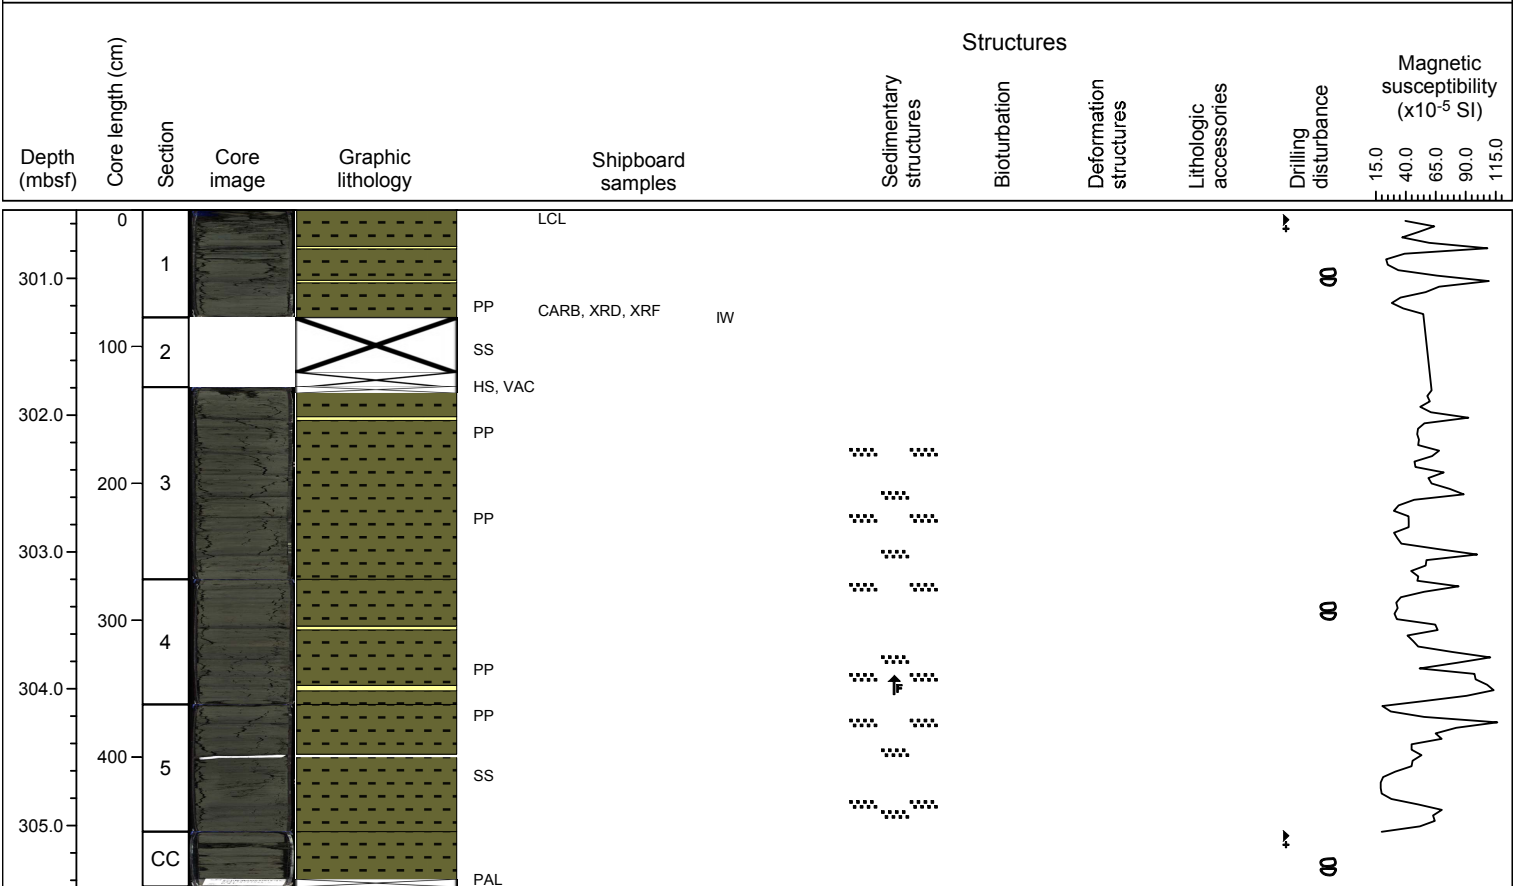 Structures
Depth
(mbsf)
Core length (cm)
Section
Core
image
Graphic
lithology
Shipboard
samples
Sedimentary
structures
Bioturbation
Deformation
structures
Lithologic
accessories
Drilling
disturbance
Magnetic
susceptibility
(x10-5 SI)
15.0 40.0 65.0 90.0 115.0
0 LCL
301.0 1
PP CARB, XRD, XRF IW
100 2 SS
HS, VAC
302.0 PP
200 3
PP
303.0
300
4
PP
304.0
F
PP
400
5
SS
305.0
CC
PAL